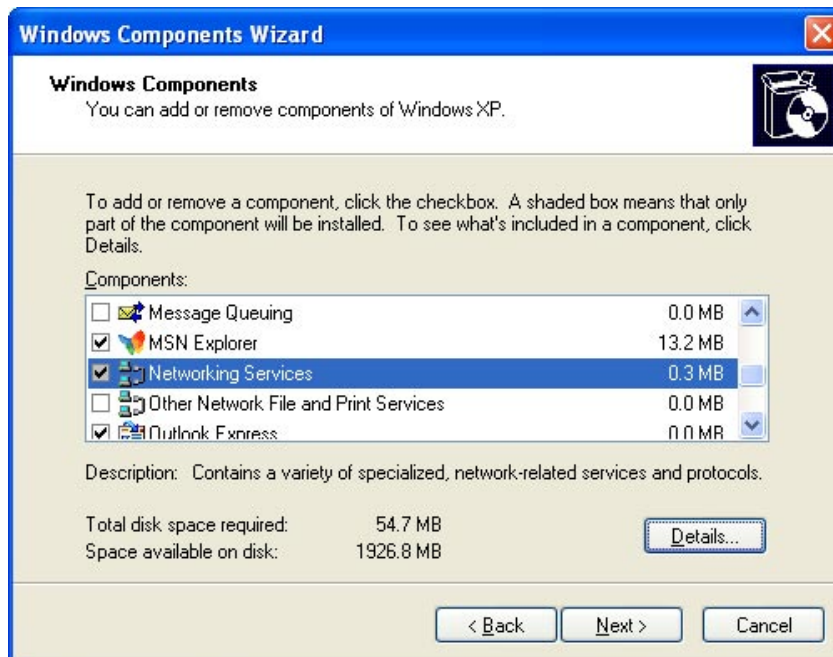 Windows Components Wizard
Windows Components
You can add or remove components of Windows XP.
To add or remove a component, click the checkbox. A shaded box means that only
part of the component will be installed. To see what's included in a component, click
Details.
Components:
Message Queuing 0.0 MB
MSN Explorer 13.2 MB
Networking Services 0.3 MB
Other Network File and Print Services 0.0 MB
Outlook Express 0.0 MB
Description: Contains a variety of specialized, network-related services and protocols.
Total disk space required: 54.7 MB
Space available on disk: 1926.8 MB
Details...
< Back
Next >
Cancel